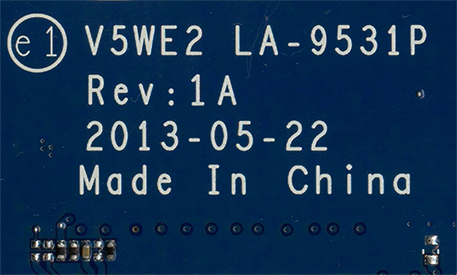 e1 V5WE2 LA-9531P
Rev:1A
2013-05-22
Made In China